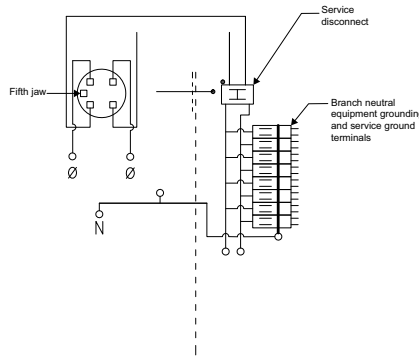 Service
disconnect
Fifth jaw
Branch neutral
equipment grounding
and service ground
terminals
Ø
Ø
N